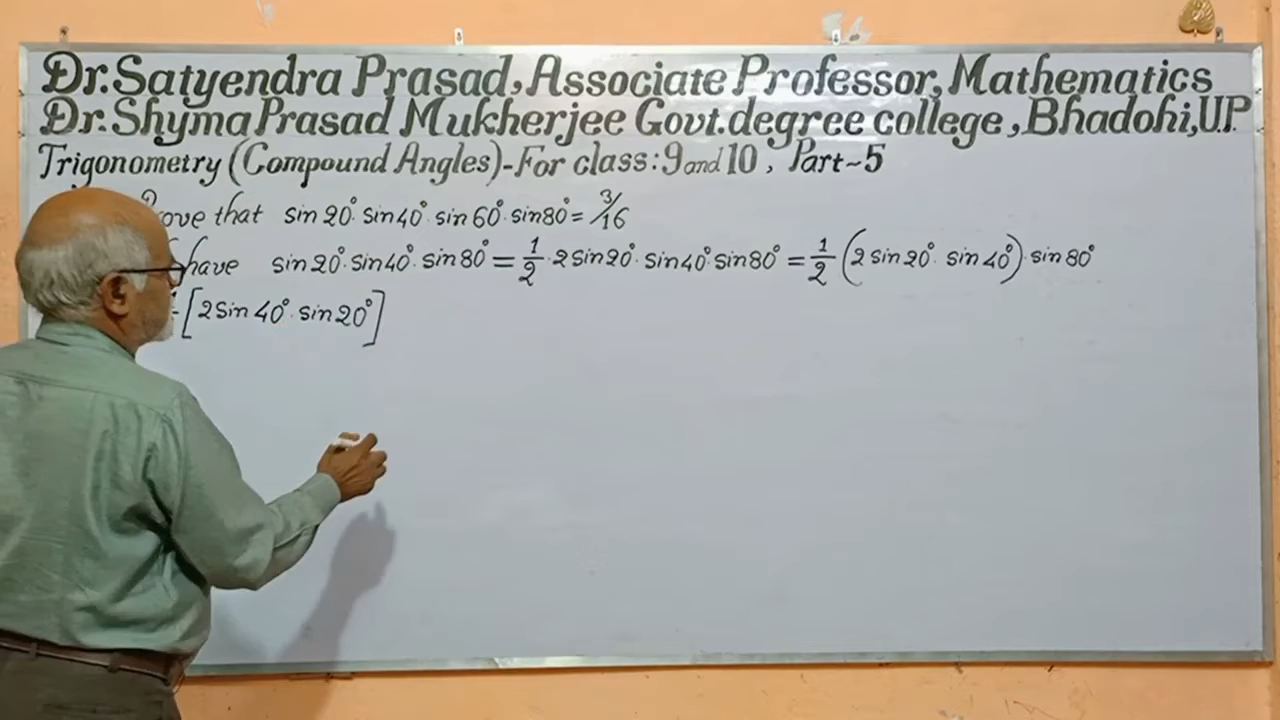 Dr. Satyendra Prasad, Associate Professor, Mathematics
Dr. Shyma Prasad Mukherjee Govt. degree college, Bhadohi, U.P.
Trigonometry (Compound Angles) - For class: 9 and 10, Part-5
that sin 20°. sin 40°. sin 60°. sin 80° = 3/16
have sin 20°. sin 40°. sin 80° = 1/2 . 2 sin 20°. sin 40°. sin 80° = 1/2 (2 sin 20°. sin 40°). sin 80°
[2 sin 40°. sin 20°]